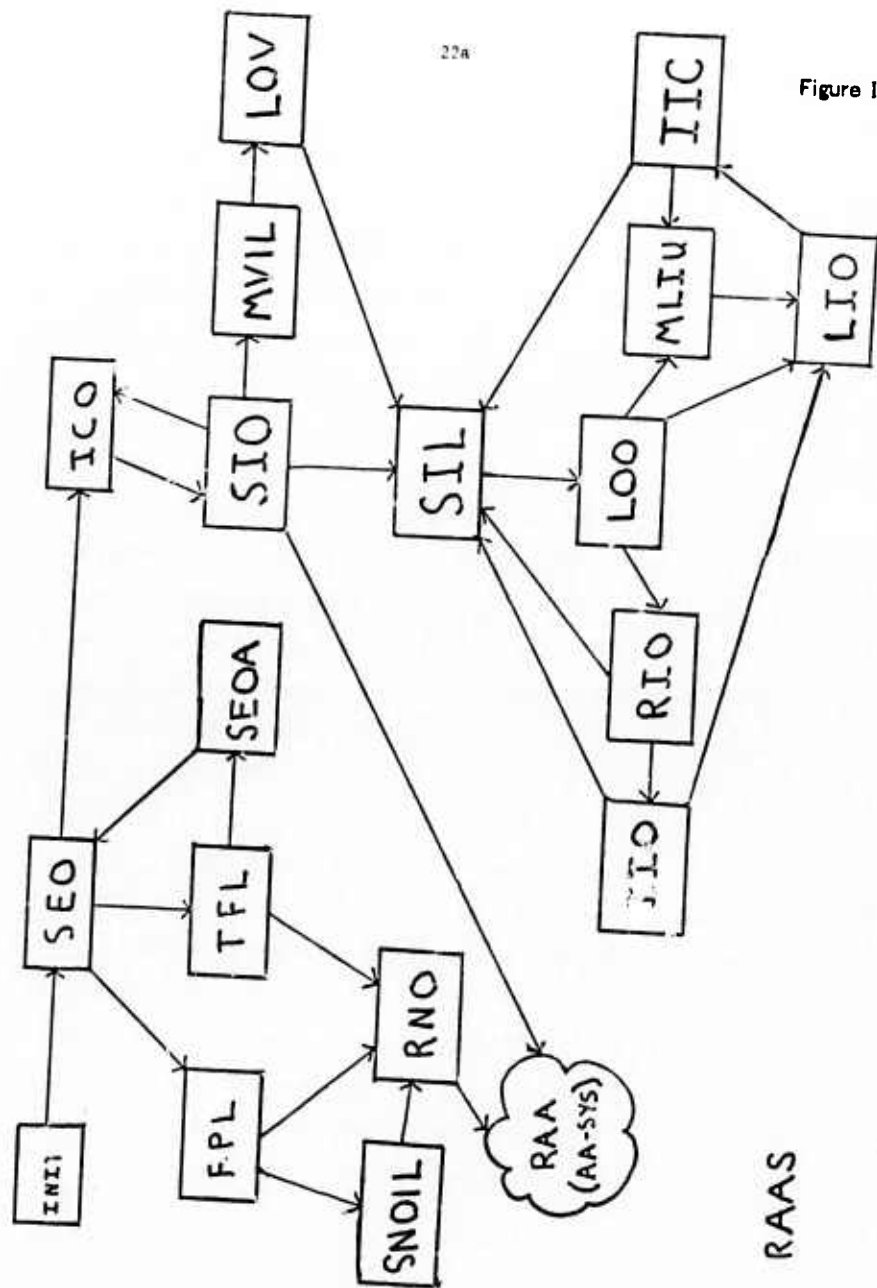 22a
Figure I
INIT
SEO
ICO
FPL
TFL
SEOA
SIO
MVIL
LOV
SNOIL
RNO
RAA
(AA-SYS)
SIL
RIO
LOO
MLIU
IIC
LIO
RAAS